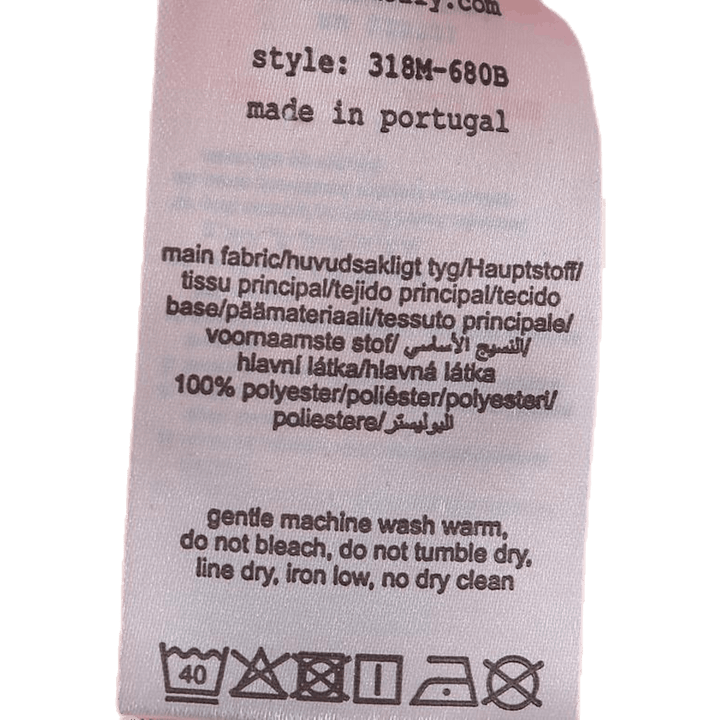 style: 318M-680B
made in portugal
main fabric/huvudsakligt tyg/Hauptstoff/
tissu principal/tejido principal/tecido
base/päämateriaali/tessuto principale/
voornaamste stof/ النسيج الأساسي/
hlavní látka/hlavná látka
100% polyester/poliéster/polyesteri/
poliestere/البوليستر
gentle machine wash warm,
do not bleach, do not tumble dry,
line dry, iron low, no dry clean
40